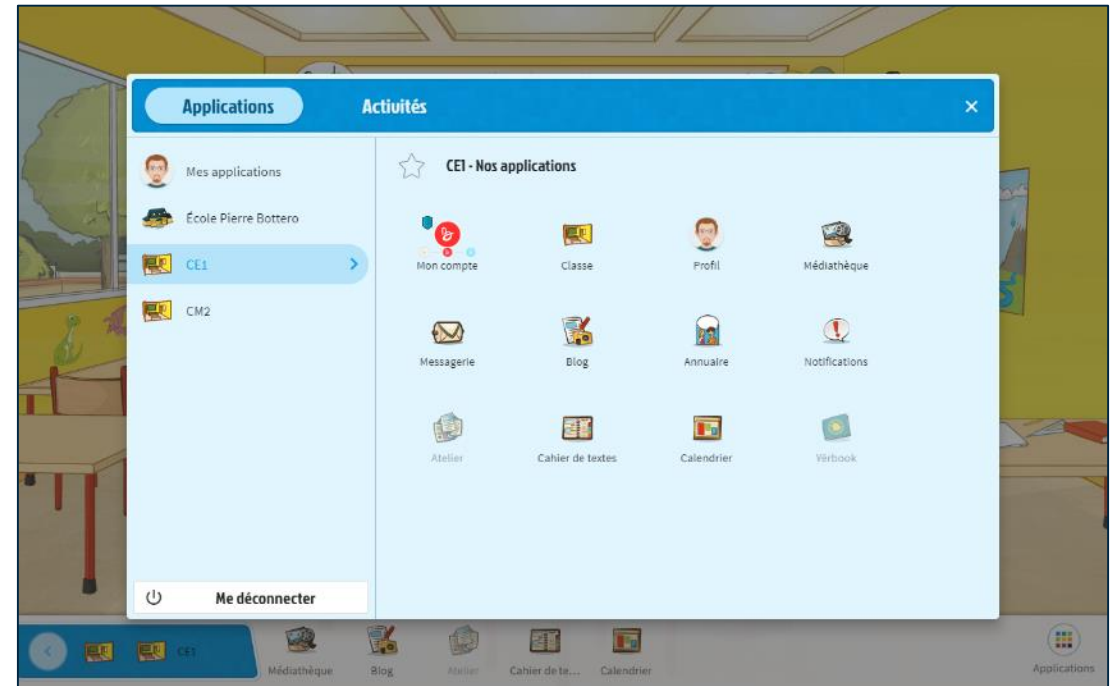 Applications Activités ×
Mes applications
École Pierre Bottero
CE1
CM2
Me déconnecter
CE1 - Nos applications
Mon compte Classe Profil Médiathèque
Messagerie Blog Annuaire Notifications
Atelier Cahier de textes Calendrier Yêrbook
CE1 Médiathèque Blog Atelier Cahier de te... Calendrier Applications